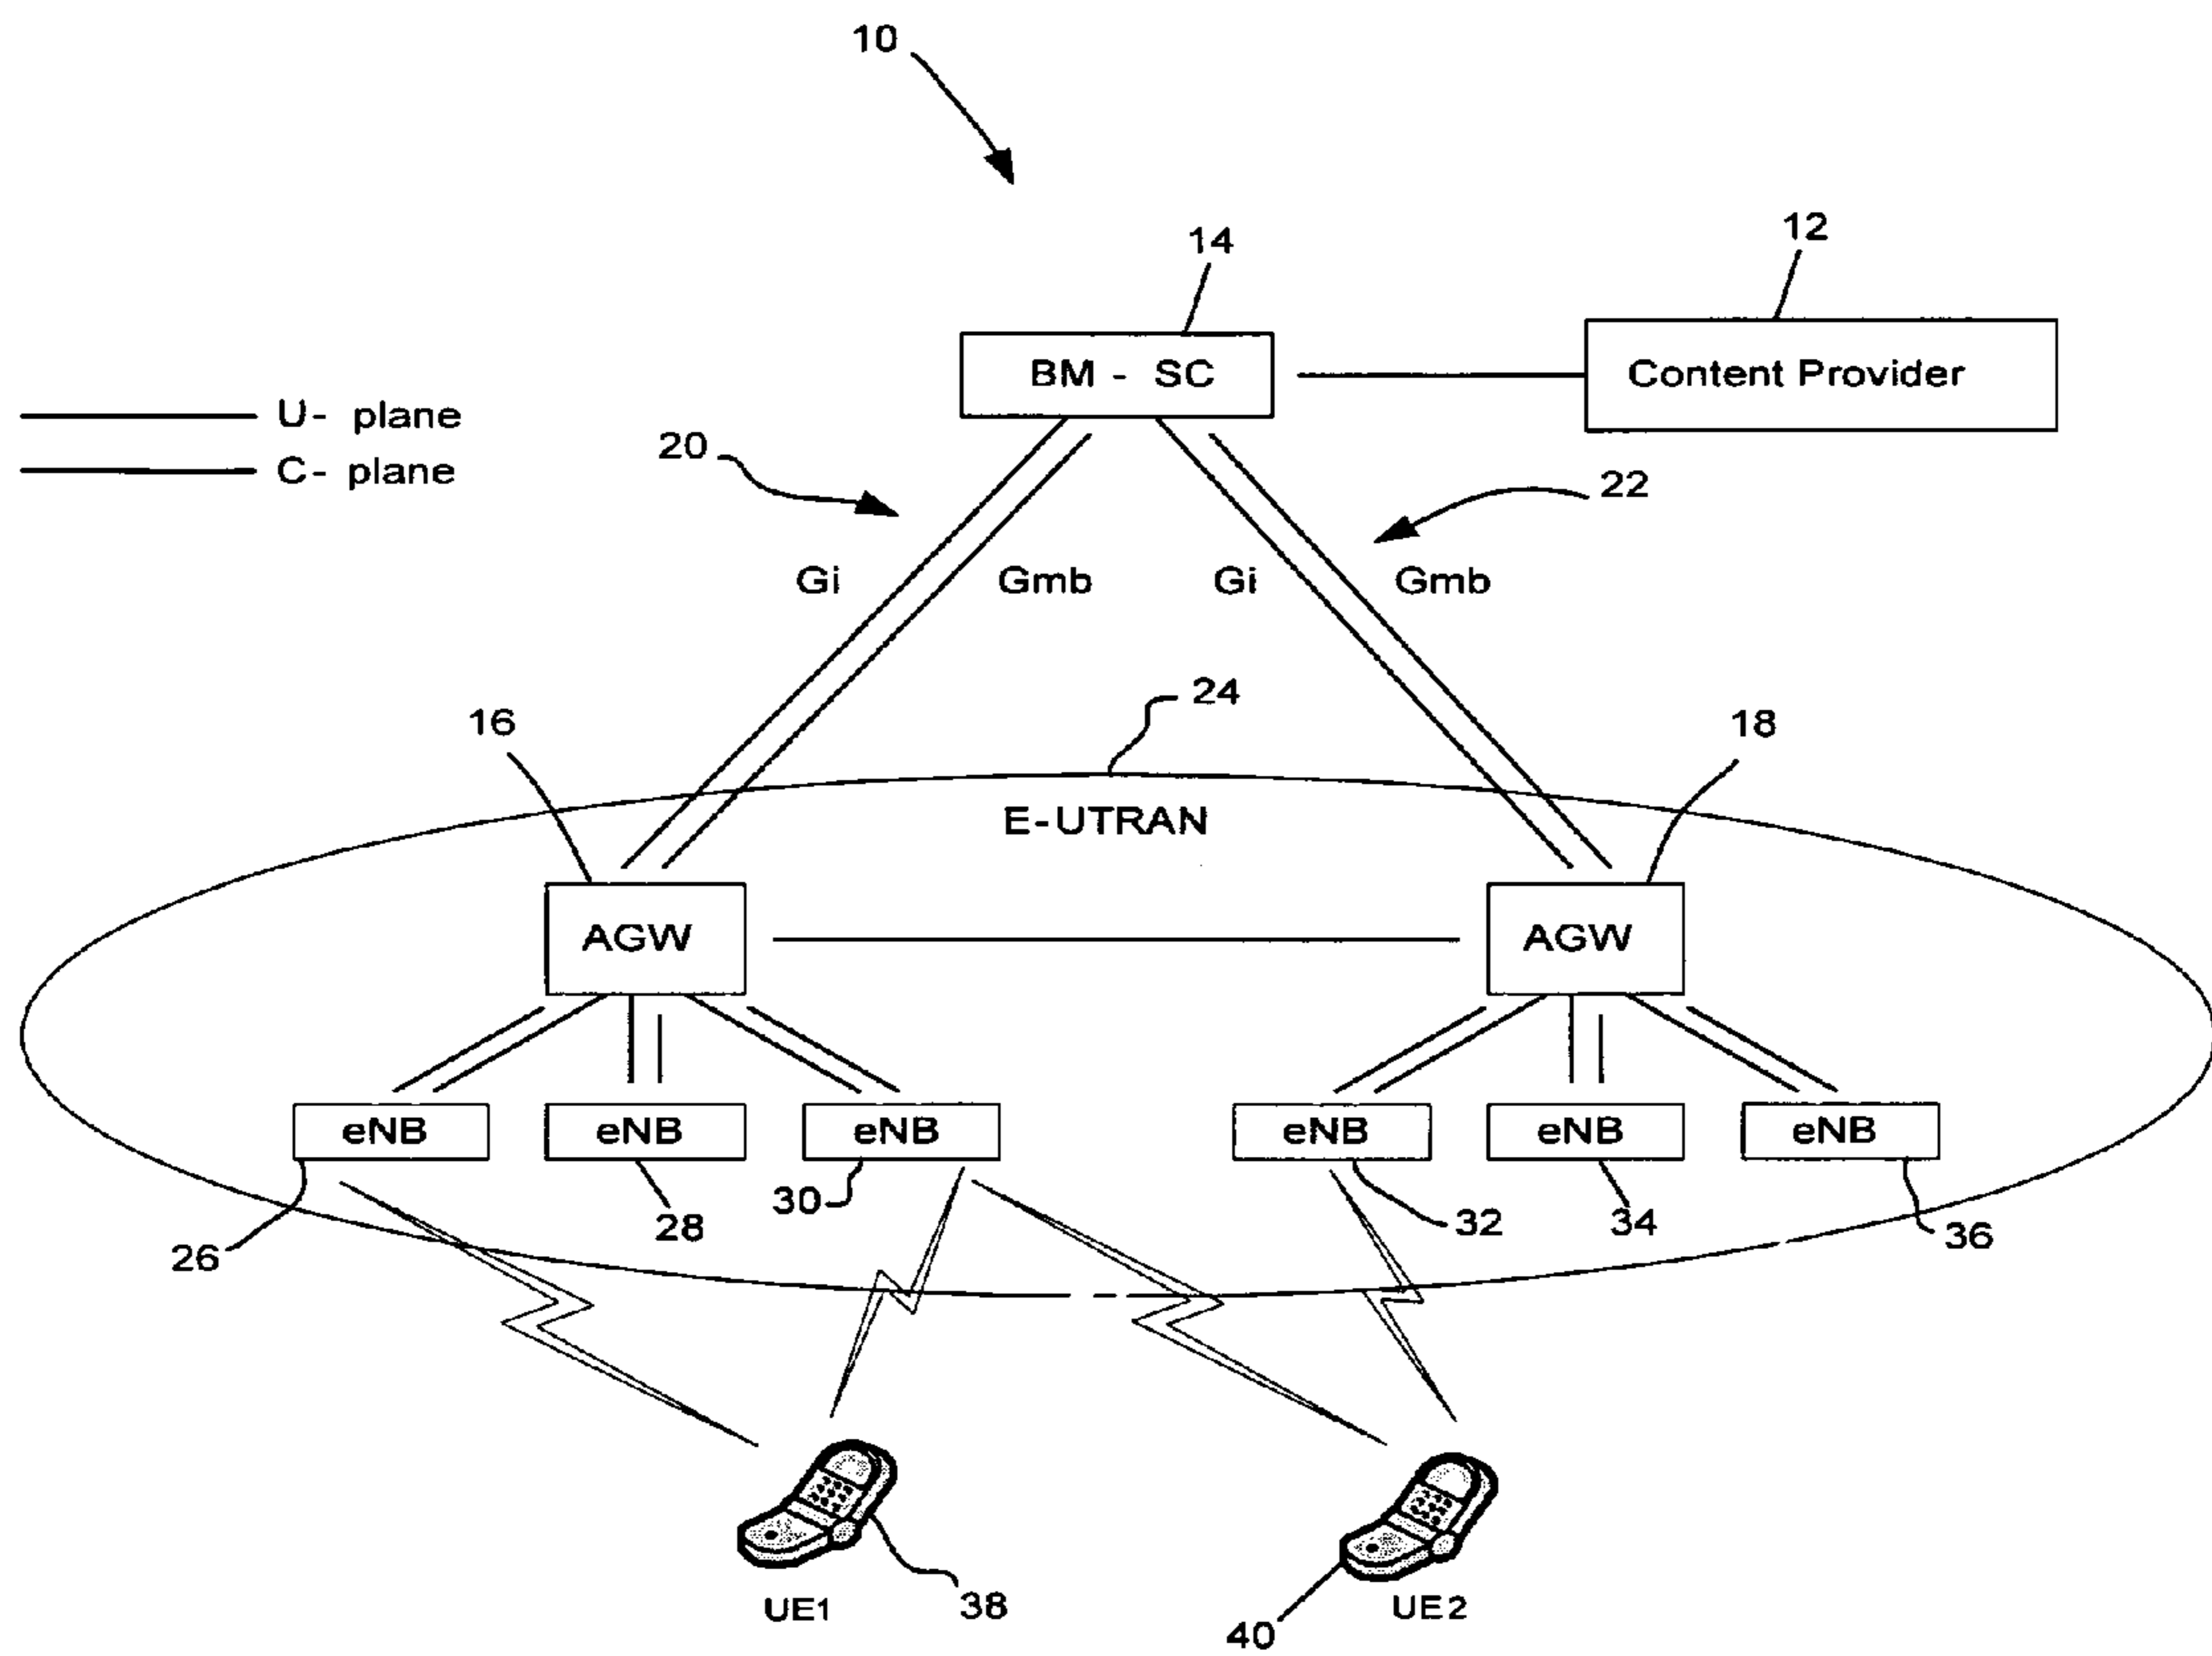 10
14
12
BM - SC
Content Provider
U- plane
C- plane
20
22
Gi
Gmb
Gi
Gmb
24
16
18
E-UTRAN
AGW
AGW
eNB
eNB
eNB
eNB
eNB
eNB
26
28
30
32
34
36
UE1
38
40
UE2